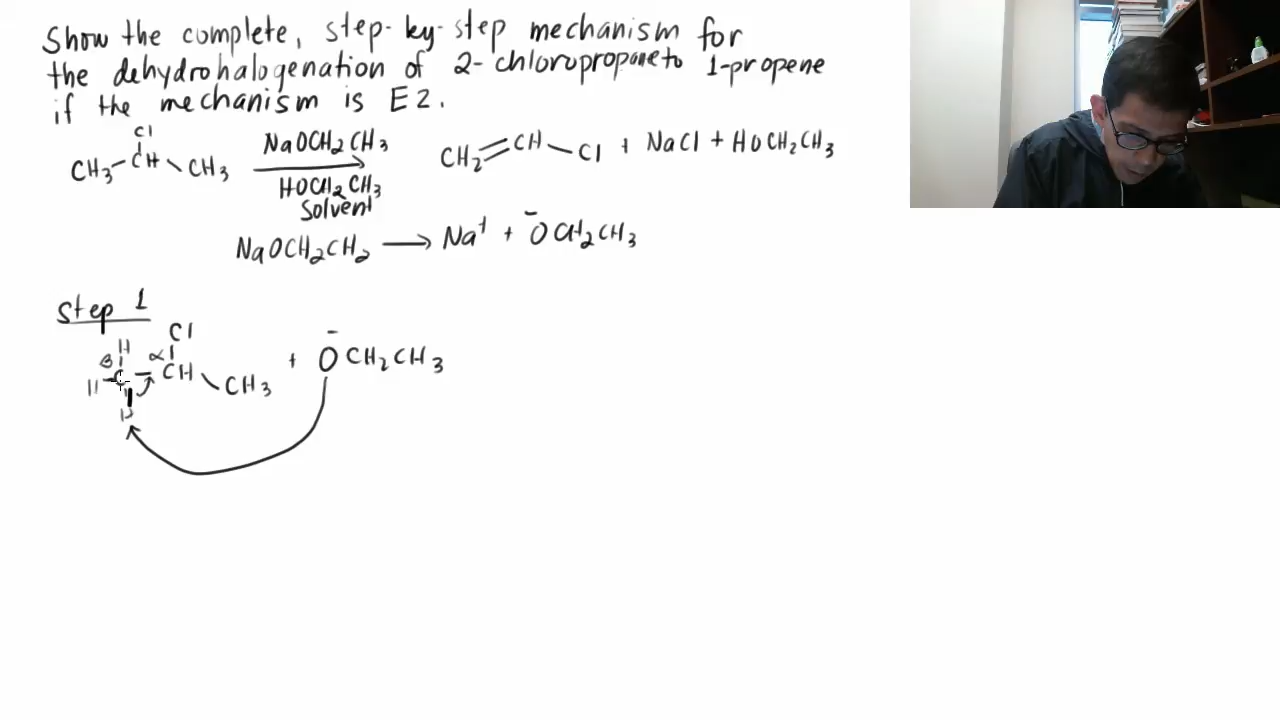 Show the complete, step-by-step mechanism for
the dehydrohalogenation of 2-chloropropane to 1-propene
if the mechanism is E2.
Cl
CH3-CH-CH3 NaOCH2CH3 CH2=CH-Cl + NaCl + HOCH2CH3
HOCH2CH3
Solvent
NaOCH2CH2 → Na+ + -OCH2CH3
Step 1
Cl
H
β α
H-C-CH-CH3 + -OCH2CH3
H